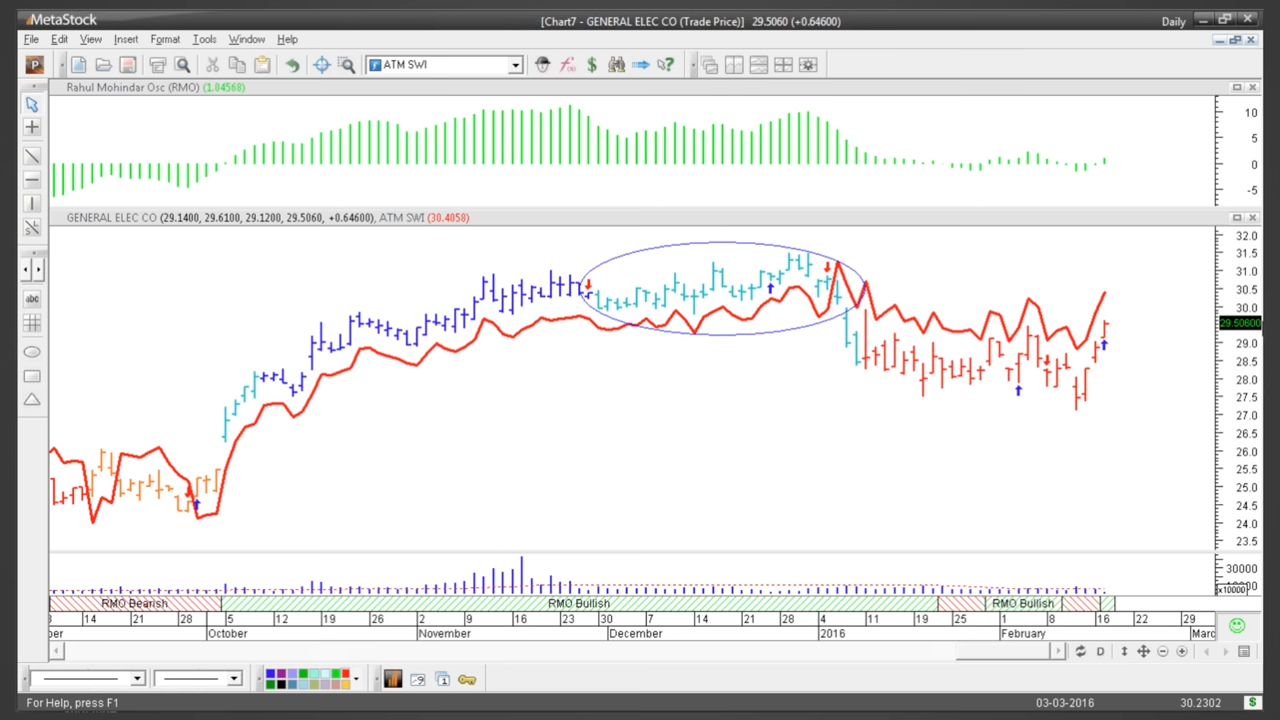 MetaStock
[Chart7 - GENERAL ELEC CO (Trade Price)] 29.5060 (+0.64600)
Daily
File Edit View Insert Format Tools Window Help
P
ATM SWI
Rahul Mohindar Osc (RMO) (1.04568)
10
5
0
-5
GENERAL ELEC CO (29.1400, 29.6100, 29.1200, 29.5060, +0.64600), ATM SWI (30.4058)
abc
32.0
31.0
30.5
30.0
29.50600
29.0
28.5
28.0
27.5
27.0
26.5
26.0
25.5
25.0
24.5
24.0
23.5
30000
10000
x10000
RMO Bearish RMO Bullish RMO Bullish
14 21 28 5 12 19 26 2 9 16 23 30 7 14 21 28 4 11 19 25 1 8 16 22 29
ber October November December 2016 February Marc
D
For Help, press F1
03-03-2016
30.2302
$